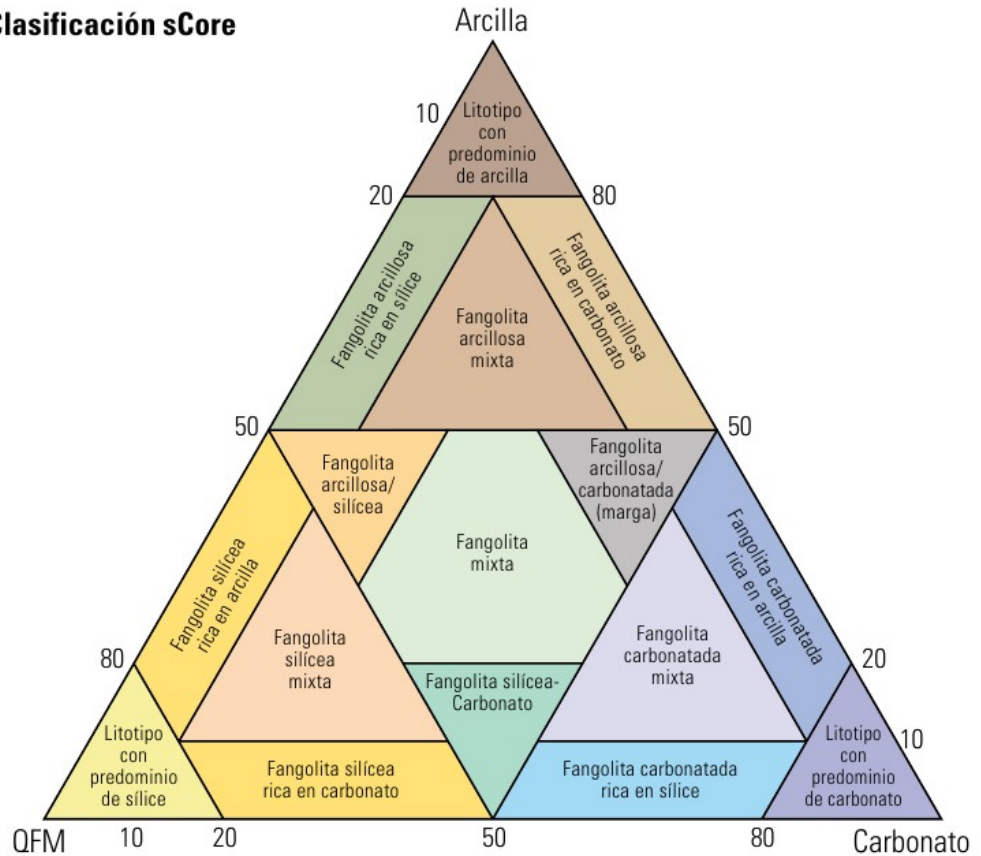 Clasificación sCore
Arcilla
10
Litotipo
con
predominio
de arcilla
20
80
Fangolita arcillosa
rica en sílice
Fangolita
arcillosa
mixta
Fangolita arcillosa
rica en carbonato
50
50
Fangolita
arcillosa/
silícea
Fangolita
arcillosa/
carbonatada
(marga)
Fangolita
mixta
Fangolita silícea
rica en arcilla
Fangolita carbonatada
rica en arcilla
Fangolita
silícea
mixta
Fangolita
carbonatada
mixta
80
20
Fangolita silícea-
Carbonato
Litotipo
con
predominio
de sílice
Fangolita silícea
rica en carbonato
Fangolita carbonatada
rica en sílice
Litotipo
con
predominio
de carbonato
10
QFM
10
20
50
80
Carbonato